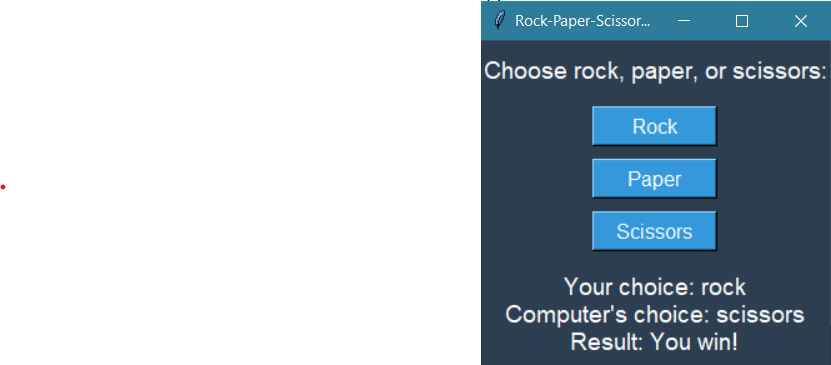 Rock-Paper-Scissor...
Choose rock, paper, or scissors:
Rock
Paper
Scissors
Your choice: rock
Computer's choice: scissors
Result: You win!